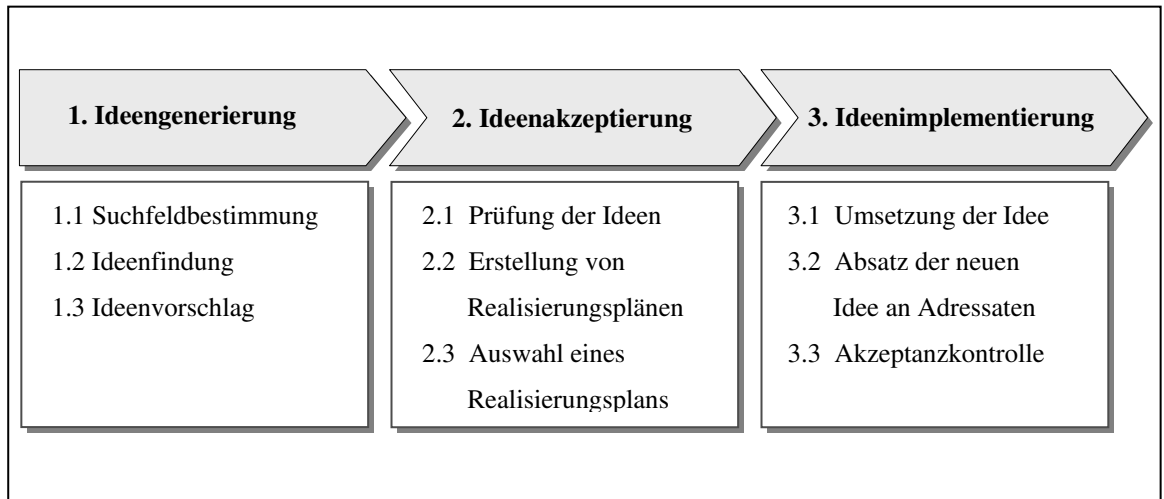 1. Ideengenerierung
2. Ideenakzeptierung
3. Ideenimplementierung
1.1 Suchfeldbestimmung
1.2 Ideenfindung
1.3 Ideenvorschlag
2.1 Prüfung der Ideen
2.2 Erstellung von
Realisierungsplänen
2.3 Auswahl eines
Realisierungsplans
3.1 Umsetzung der Idee
3.2 Absatz der neuen
Idee an Adressaten
3.3 Akzeptanzkontrolle